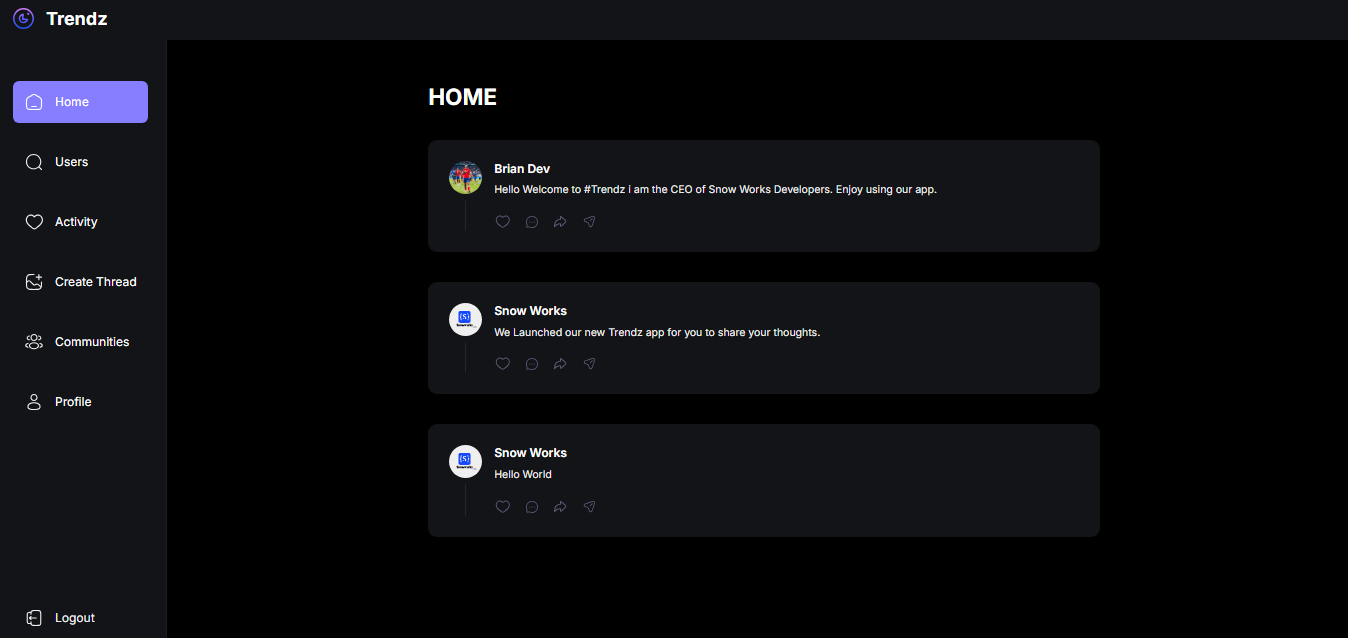 Trendz
Home
Users
Activity
Create Thread
Communities
Profile
Logout
HOME
Brian Dev
Hello Welcome to #Trendz i am the CEO of Snow Works Developers. Enjoy using our app.
Snow Works
We Launched our new Trendz app for you to share your thoughts.
Snow Works
Hello World